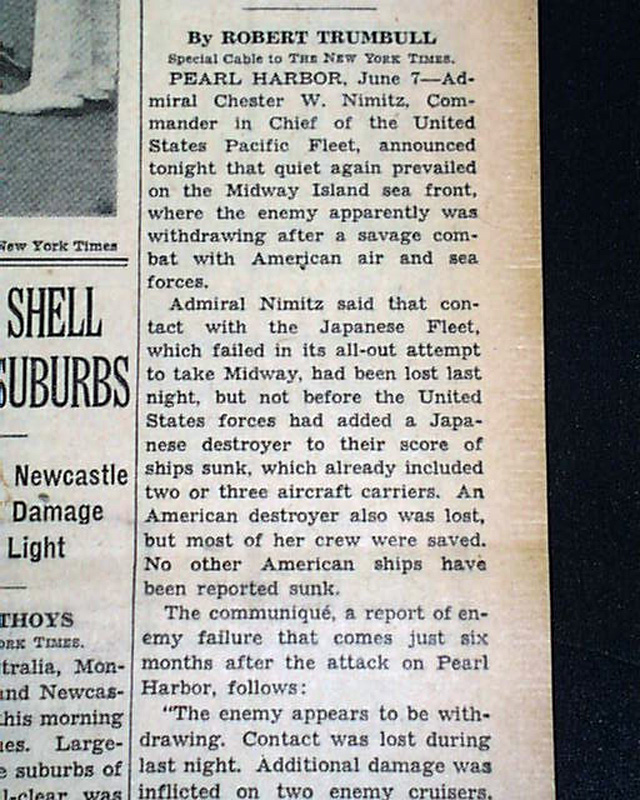 New York Times
SHELL
SUBURBS
Newcastle
Damage
Light
THOYS
YORK TIMES.
tralia, Mon-
and Newcas-
this morning
Large-
suburbs of
was
By ROBERT TRUMBULL
Special Cable to THE NEW YORK TIMES.
PEARL HARBOR, June 7—Ad-
miral Chester W. Nimitz, Com-
mander in Chief of the United
States Pacific Fleet, announced
tonight that quiet again prevailed
on the Midway Island sea front,
where the enemy apparently was
withdrawing after a savage com-
bat with American air and sea
forces.
Admiral Nimitz said that con-
tact with the Japanese Fleet,
which failed in its all-out attempt
to take Midway, had been lost last
night, but not before the United
States forces had added a Japa-
nese destroyer to their score of
ships sunk, which already included
two or three aircraft carriers. An
American destroyer also was lost,
but most of her crew were saved.
No other American ships have
been reported sunk.
The communiqué, a report of en-
emy failure that comes just six
months after the attack on Pearl
Harbor, follows:
"The enemy appears to be with-
drawing. Contact was lost during
last night. Additional damage was
inflicted on two enemy cruisers.